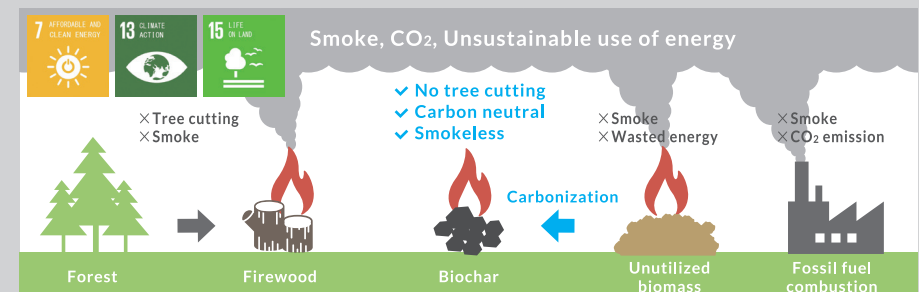 7 AFFORDABLE AND
CLEAN ENERGY
13 CLIMATE
ACTION
15 LIFE
ON LAND
Smoke, CO₂, Unsustainable use of energy
×Tree cutting
×Smoke
✓ No tree cutting
✓ Carbon neutral
✓ Smokeless
×Smoke
×Wasted energy
×Smoke
×CO₂ emission
Carbonization
Forest
Firewood
Biochar
Unutilized
biomass
Fossil fuel
combustion